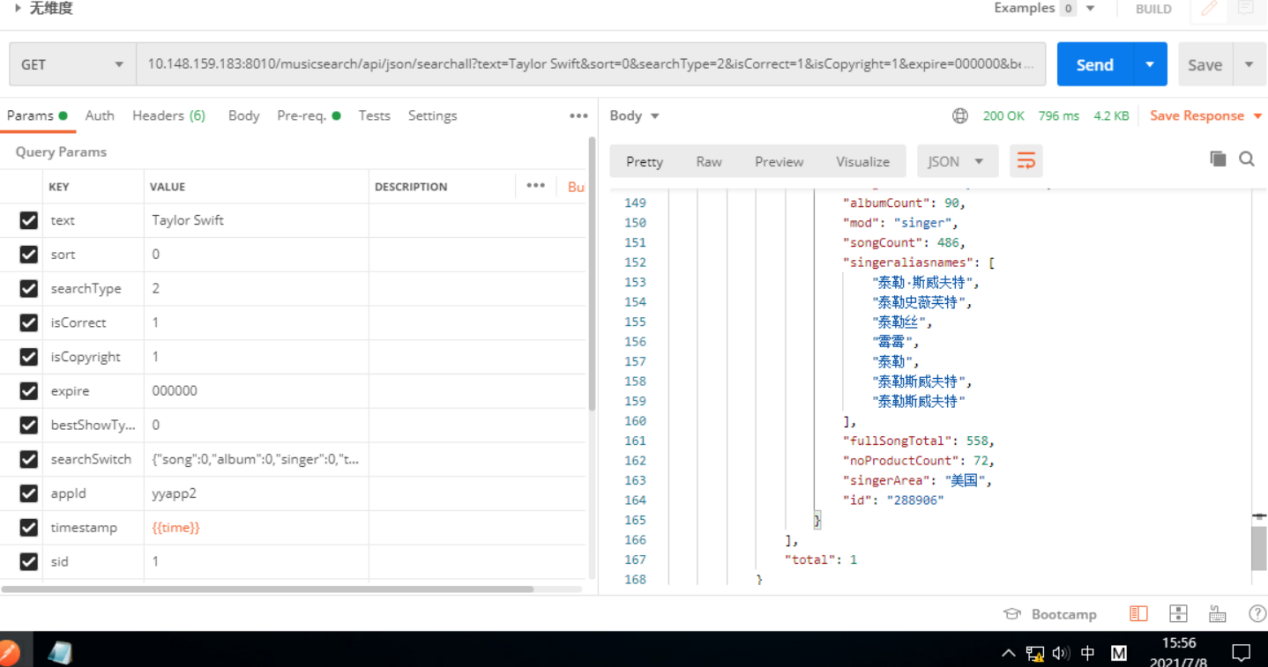 无维度
Examples 0
BUILD
GET
10.148.159.183:8010/musicsearch/api/json/searchall?text=Taylor Swift&sort=0&searchType=2&isCorrect=1&isCopyright=1&expire=000000&be...
Send
Save
Params
Auth
Headers (6)
Body
Pre-req.
Tests
Settings
•••
Body
200 OK
796 ms
4.2 KB
Save Response
Query Params
Pretty
Raw
Preview
Visualize
JSON
KEY
VALUE
DESCRIPTION
•••
Bu
text
Taylor Swift
sort
0
searchType
2
isCorrect
1
isCopyright
1
expire
000000
bestShowTy...
0
searchSwitch
{"song":0,"album":0,"singer":0,"t...
appId
yyapp2
timestamp
{{time}}
sid
1
149 "albumCount": 90,
150 "mod": "singer",
151 "songCount": 486,
152 "singeraliasnames": [
153 "泰勒·斯威夫特",
154 "泰勒史薇芙特",
155 "泰勒丝",
156 "霉霉",
157 "泰勒",
158 "泰勒斯威夫特",
159 "泰勒斯威夫特"
160 ],
161 "fullSongTotal": 558,
162 "noProductCount": 72,
163 "singerArea": "美国",
164 "id": "288906"
165 }
166 ],
167 "total": 1
168 }
Bootcamp
中
M
15:56
2021/7/8